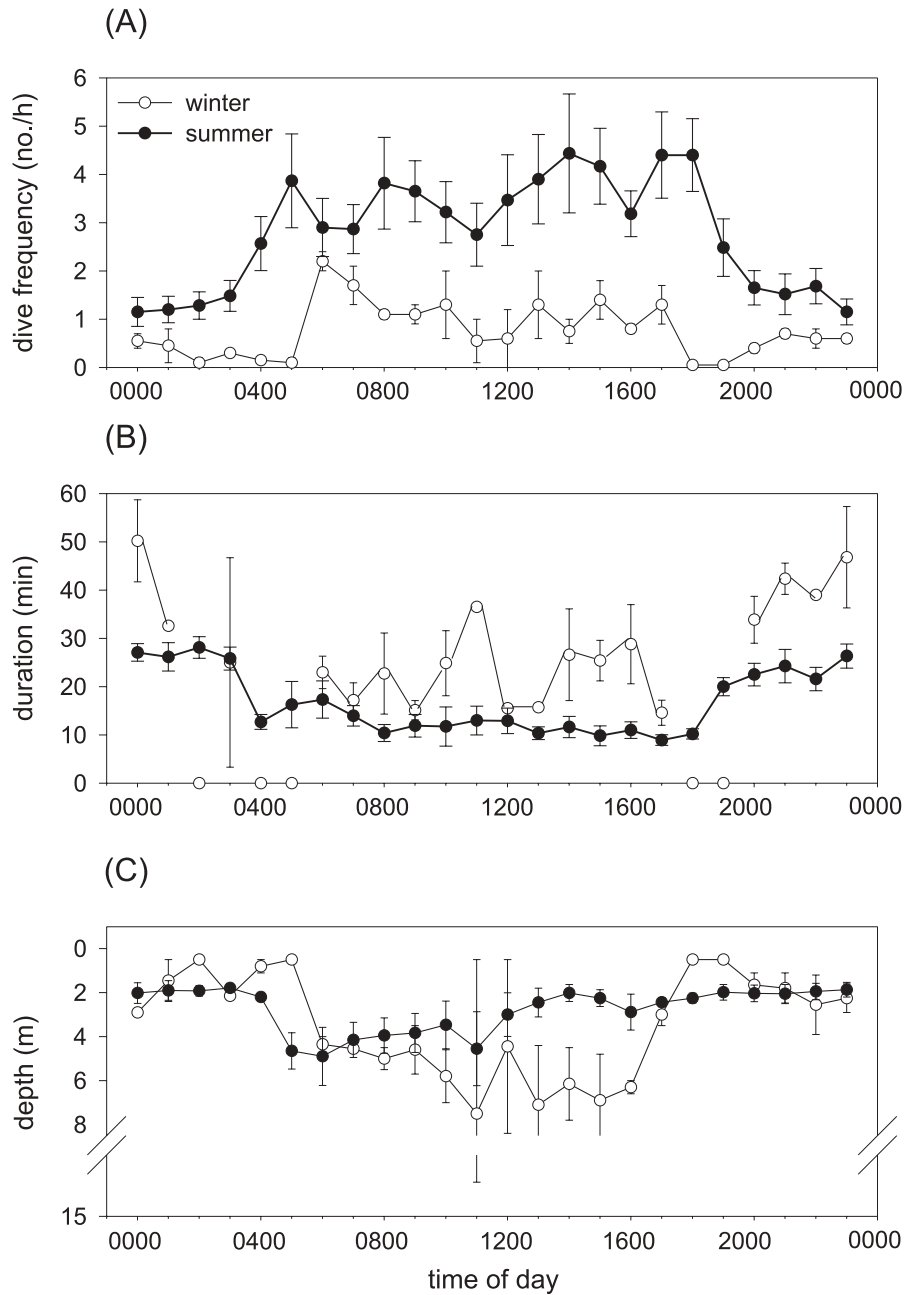 (A)
dive frequency (no./h)
6
5
4
3
2
1
0
winter
summer
0000 0400 0800 1200 1600 2000 0000
(B)
duration (min)
60
50
40
30
20
10
0
0000 0400 0800 1200 1600 2000 0000
(C)
depth (m)
0
2
4
6
8
15
0000 0400 0800 1200 1600 2000 0000
time of day